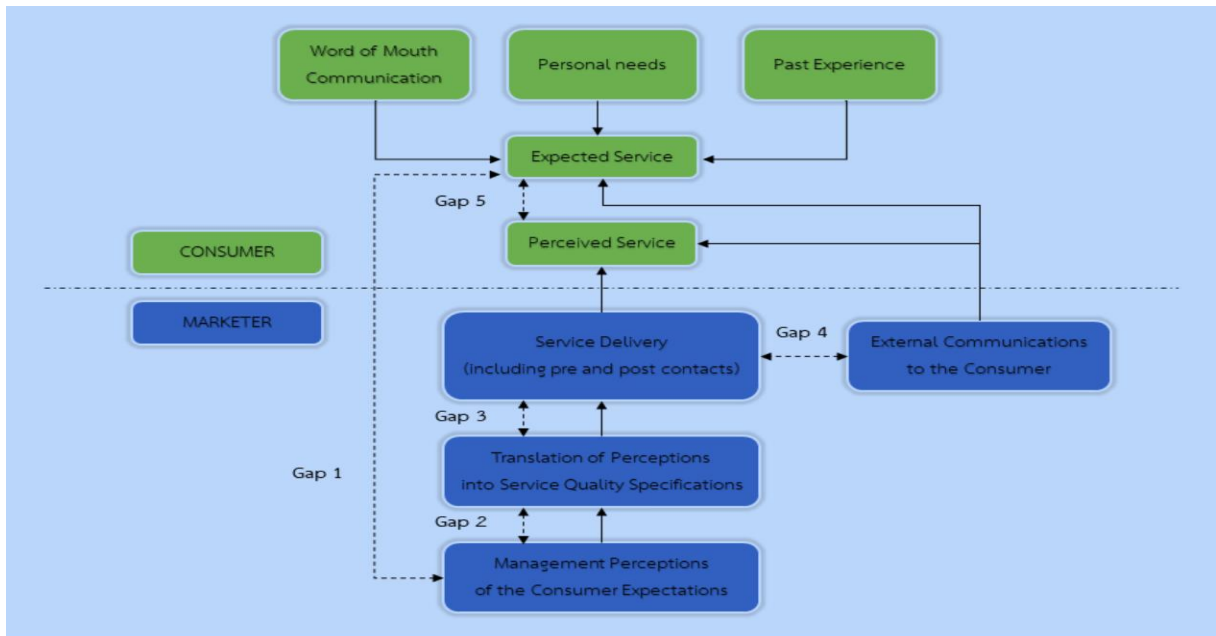 Word of Mouth
Communication
Personal needs
Past Experience
Expected Service
Gap 5
Perceived Service
CONSUMER
MARKETER
Service Delivery
(including pre and post contacts)
Gap 4
External Communications
to the Consumer
Gap 3
Translation of Perceptions
into Service Quality Specifications
Gap 1
Gap 2
Management Perceptions
of the Consumer Expectations